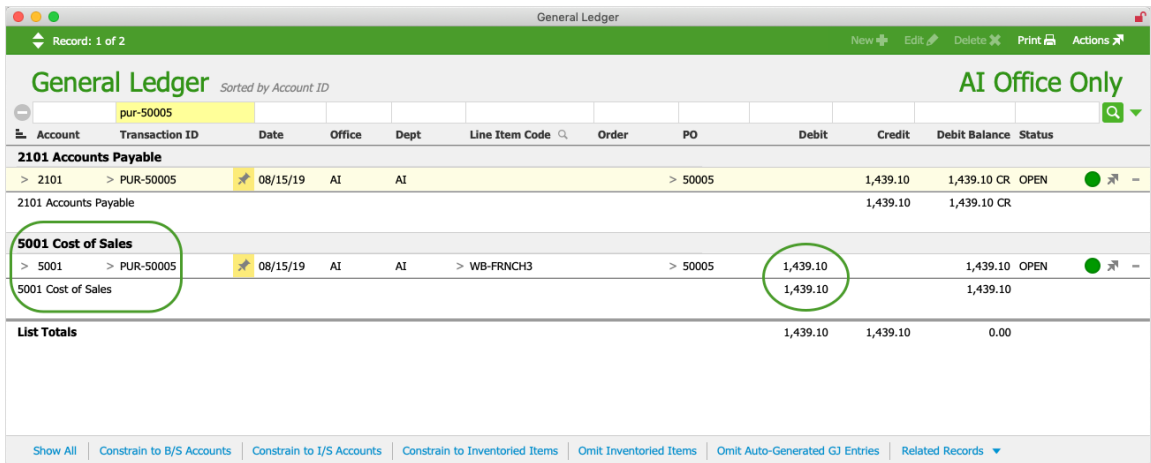 General Ledger
Record: 1 of 2 New Edit Delete Print Actions
General Ledger Sorted by Account ID AI Office Only
pur-50005
Account Transaction ID Date Office Dept Line Item Code Order PO Debit Credit Debit Balance Status
2101 Accounts Payable
> 2101 > PUR-50005 08/15/19 AI AI > 50005 1,439.10 1,439.10 CR OPEN
2101 Accounts Payable 1,439.10 1,439.10 CR
5001 Cost of Sales
> 5001 > PUR-50005 08/15/19 AI AI > WB-FRNCH3 > 50005 1,439.10 1,439.10 OPEN
5001 Cost of Sales 1,439.10 1,439.10
List Totals 1,439.10 1,439.10 0.00
Show All Constrain to B/S Accounts Constrain to I/S Accounts Constrain to Inventoried Items Omit Inventoried Items Omit Auto-Generated GJ Entries Related Records